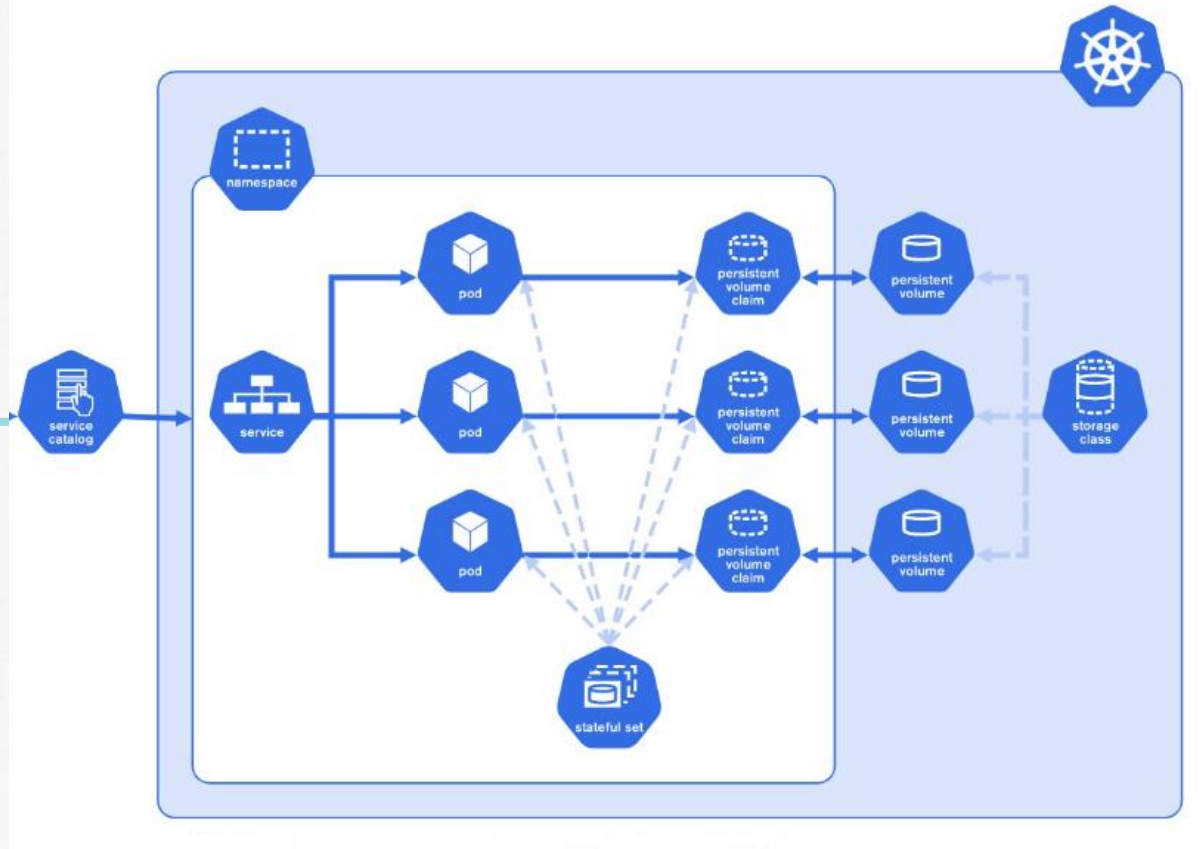 namespace
pod
persistent
volume
claim
persistent
volume
service
catalog
service
pod
persistent
volume
claim
persistent
volume
storage
class
pod
persistent
volume
claim
persistent
volume
stateful set